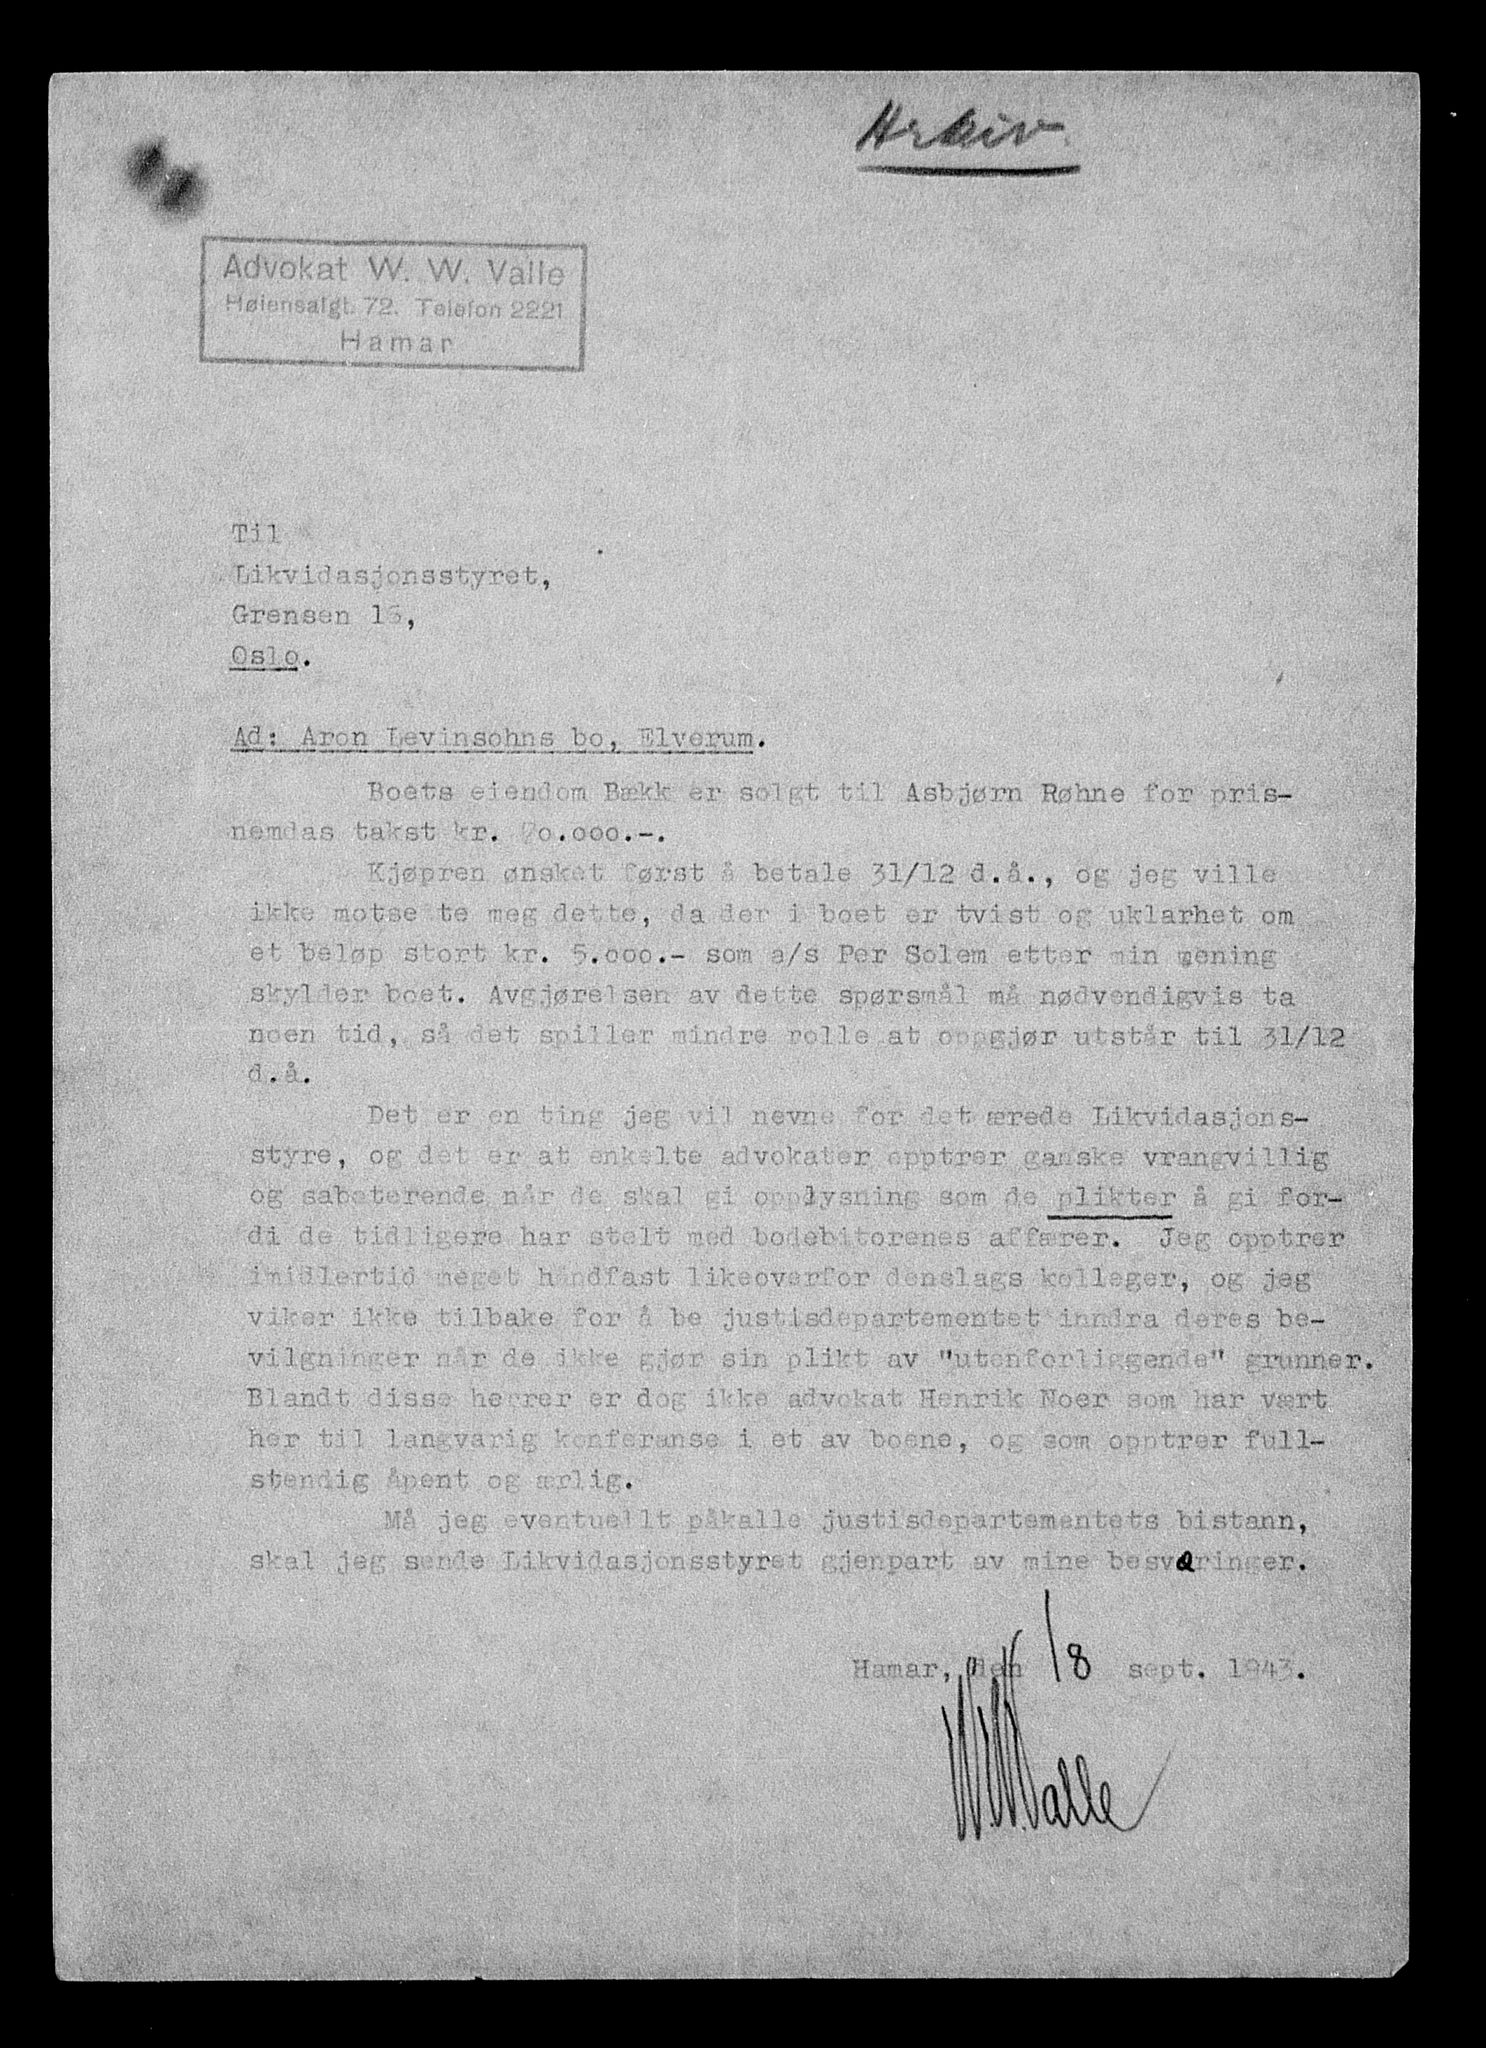 Arkiv
Advokat W. W. Valle
Høiensalgt. 72. Telefon 2221
Hamar
Til
Likvidasjonsstyret,
Grensen 15,
Oslo.
Ad: Aron Levinsohns bo, Elverum.
Boets eiendom Bækk er solgt til Asbjørn Røhne for pris-
nemdas takst kr. 70.000.-.
Kjøpren ønsket først å betale 31/12 d.å., og jeg ville
ikke motse te meg dette, da der i boet er tvist og uklarhet om
et beløp stort kr. 5.000.- som a/s Per Solem etter min mening
skylder boet. Avgjørelsen av dette spørsmål må nødvendigvis ta
noen tid, så det spiller mindre rolle at oppgjør utstår til 31/12
d.å.
Det er en ting jeg vil nevne for det ærede Likvidasjons-
styre, og det er at enkelte advokater opptrer ganske vrangvillig
og saboterende når de skal gi opplysning som de plikter å gi for-
di de tidligere har stelt med bodebitorenes affærer. Jeg opptrer
imidlertid meget håndfast likeoverfor denslags kolleger, og jeg
viker ikke tilbake for å be justisdepartementet inndra deres be-
vilgninger når de ikke gjør sin plikt av "utenforliggende" grunner.
Blandt disse herrer er dog ikke advokat Henrik Noer som har vært
her til langvarig konferanse i et av boene, og som opptrer full-
stendig åpent og ærlig.
Må jeg eventuellt påkalle justisdepartementets bistann,
skal jeg sende Likvidasjonsstyret gjenpart av mine besværinger.
Hamar, den 18 sept. 1943.
W.W.Valle